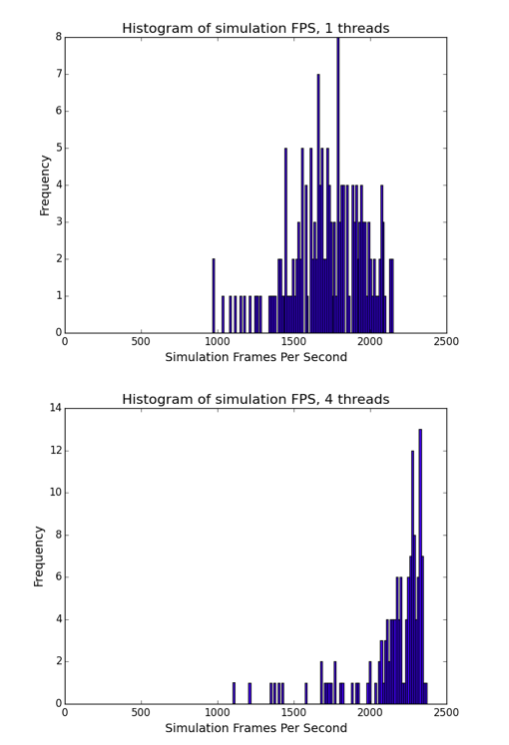 Histogram of simulation FPS, 1 threads
8
7
6
5
4
3
2
1
0
Frequency
0 500 1000 1500 2000 2500
Simulation Frames Per Second
Histogram of simulation FPS, 4 threads
14
12
10
8
6
4
2
0
Frequency
0 500 1000 1500 2000 2500
Simulation Frames Per Second